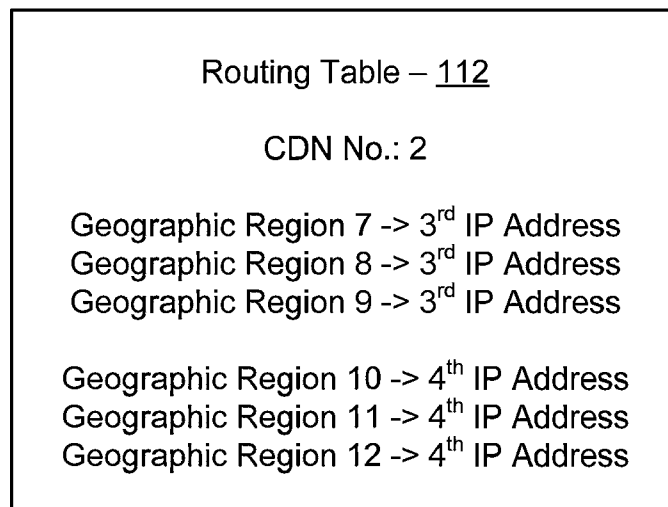 Routing Table – 112
CDN No.: 2
Geographic Region 7 -> 3rd IP Address
Geographic Region 8 -> 3rd IP Address
Geographic Region 9 -> 3rd IP Address
Geographic Region 10 -> 4th IP Address
Geographic Region 11 -> 4th IP Address
Geographic Region 12 -> 4th IP Address